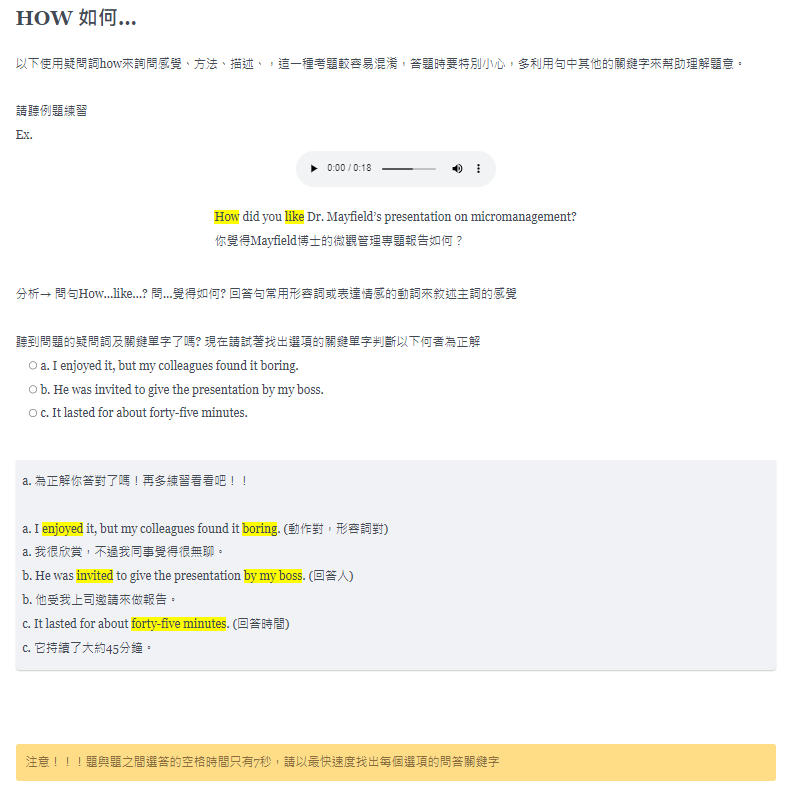 HOW 如何...
以下使用疑問詞how來詢問感覺、方法、描述、，這一種考題較容易混淆，答題時要特別小心，多利用句中其他的關鍵字來幫助理解題意。
請聽例題練習
Ex.
0:00 / 0:18
How did you like Dr. Mayfield’s presentation on micromanagement?
你覺得Mayfield博士的微觀管理專題報告如何？
分析→ 問句How...like...? 問...覺得如何? 回答句常用形容詞或表達情感的動詞來敘述主詞的感覺
聽到問題的疑問詞及關鍵單字了嗎? 現在請試著找出選項的關鍵單字判斷以下何者為正解
a. I enjoyed it, but my colleagues found it boring.
b. He was invited to give the presentation by my boss.
c. It lasted for about forty-five minutes.
a. 為正解你答對了嗎！再多練習看看吧！！
a. I enjoyed it, but my colleagues found it boring. (動作對，形容詞對)
a. 我很欣賞，不過我同事覺得很無聊。
b. He was invited to give the presentation by my boss. (回答人)
b. 他受我上司邀請來做報告。
c. It lasted for about forty-five minutes. (回答時間)
c. 它持續了大約45分鐘。
注意！！！題與題之間選答的空格時間只有7秒，請以最快速度找出每個選項的問答關鍵字